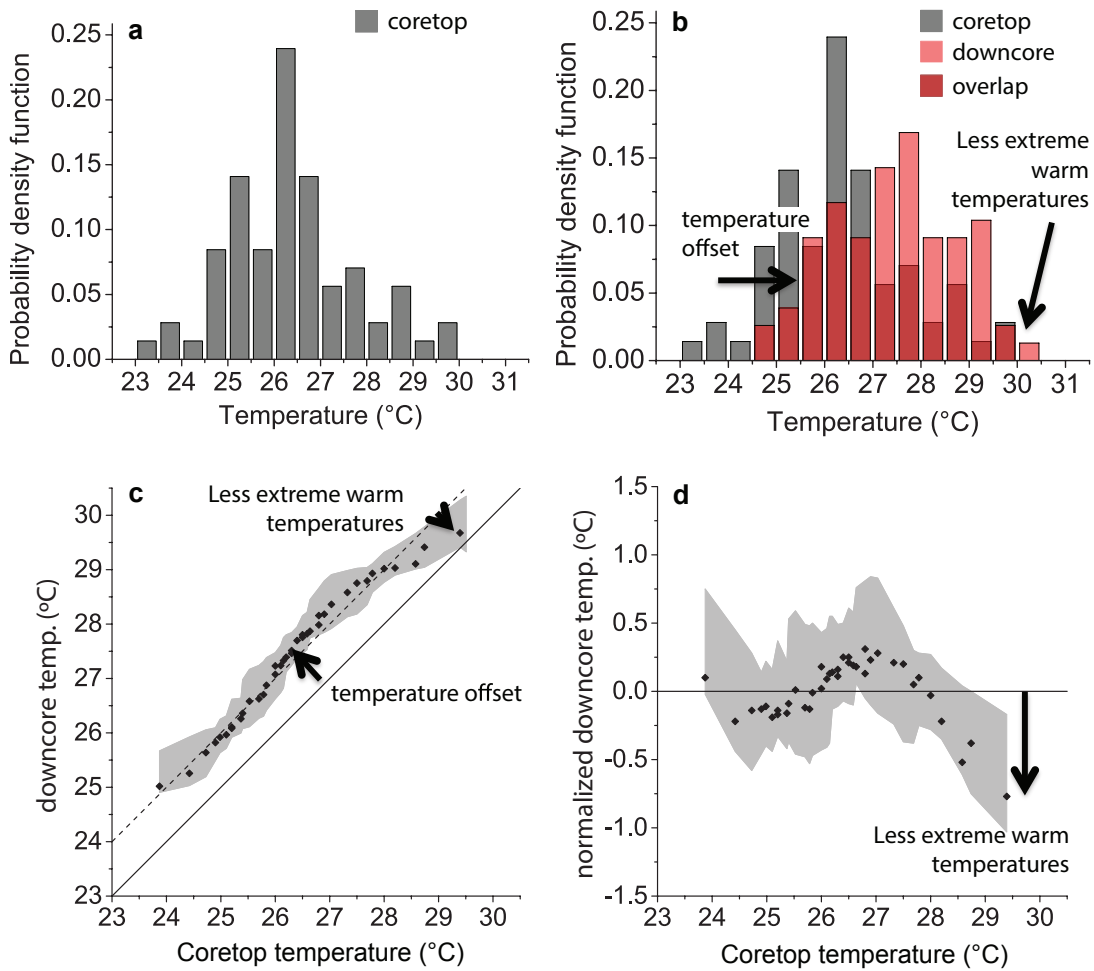 a
coretop
0.25
0.20
0.15
0.10
0.05
0.00
Probability density function
23 24 25 26 27 28 29 30 31
Temperature (°C)
b
coretop
downcore
overlap
Less extreme
warm
temperatures
temperature
offset
0.25
0.20
0.15
0.10
0.05
0.00
Probability density function
23 24 25 26 27 28 29 30 31
Temperature (°C)
c
Less extreme warm
temperatures
temperature offset
30
29
28
27
26
25
24
23
downcore temp. (ºC)
23 24 25 26 27 28 29 30
Coretop temperature (°C)
d
1.5
1.0
0.5
0.0
-0.5
-1.0
-1.5
normalized downcore temp. (ºC)
Less extreme warm
temperatures
23 24 25 26 27 28 29 30
Coretop temperature (°C)